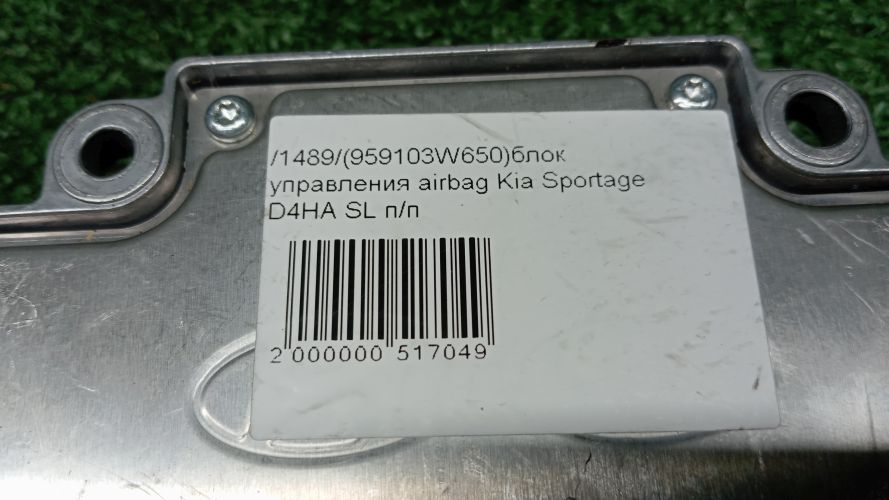 /1489/(959103W650)блок
управления airbag Kia Sportage
D4HA SL п/п
2 000000 517049